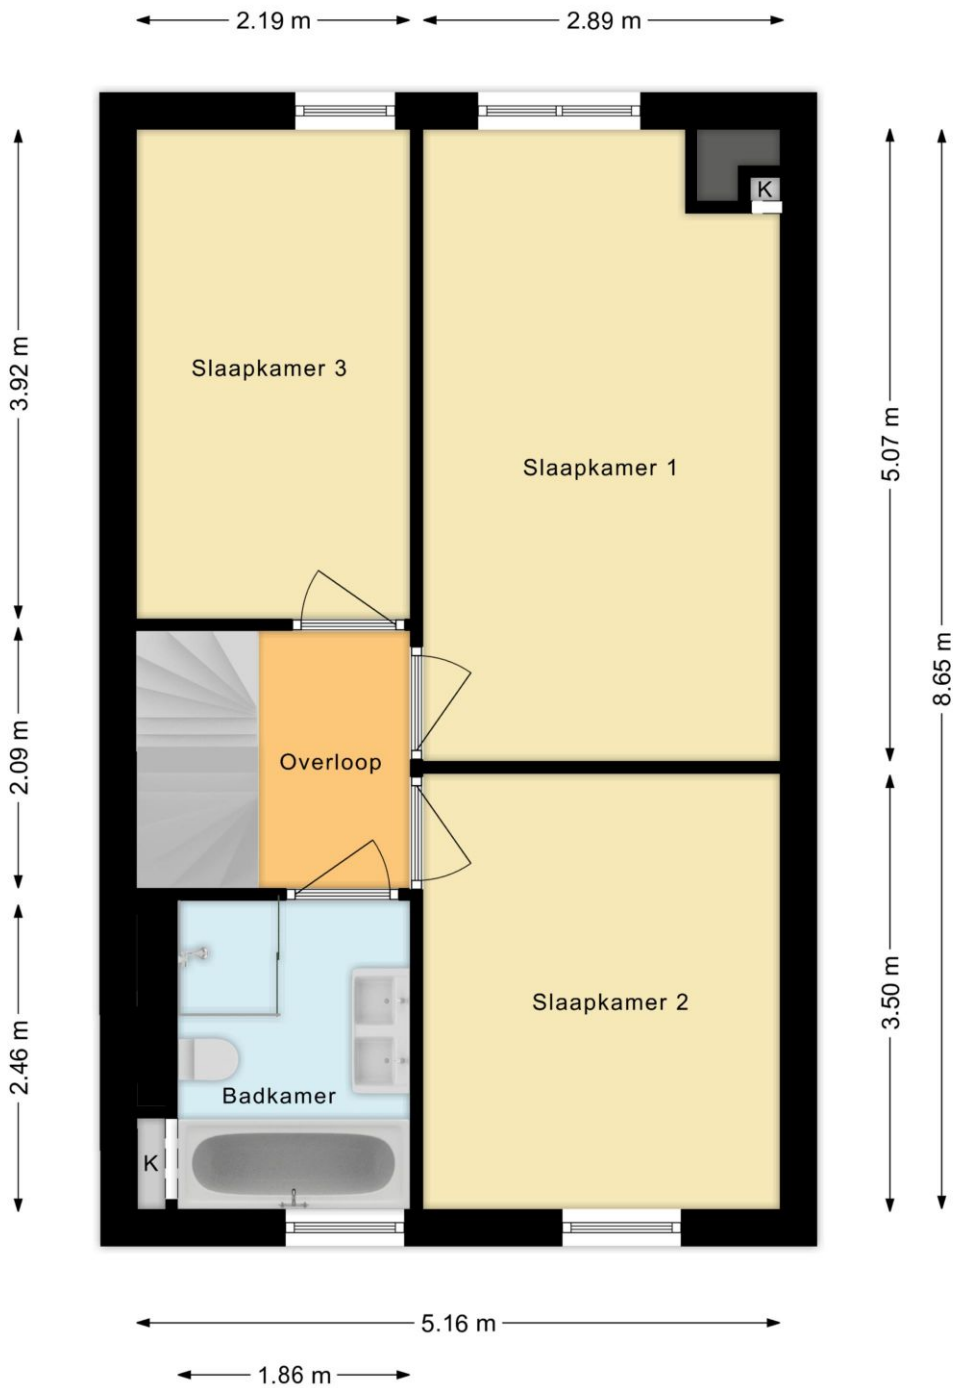 2.19 m
2.89 m
K
Slaapkamer 3
3.92 m
5.07 m
Slaapkamer 1
8.65 m
2.09 m
Overloop
3.50 m
Slaapkamer 2
2.46 m
Badkamer
K
5.16 m
1.86 m